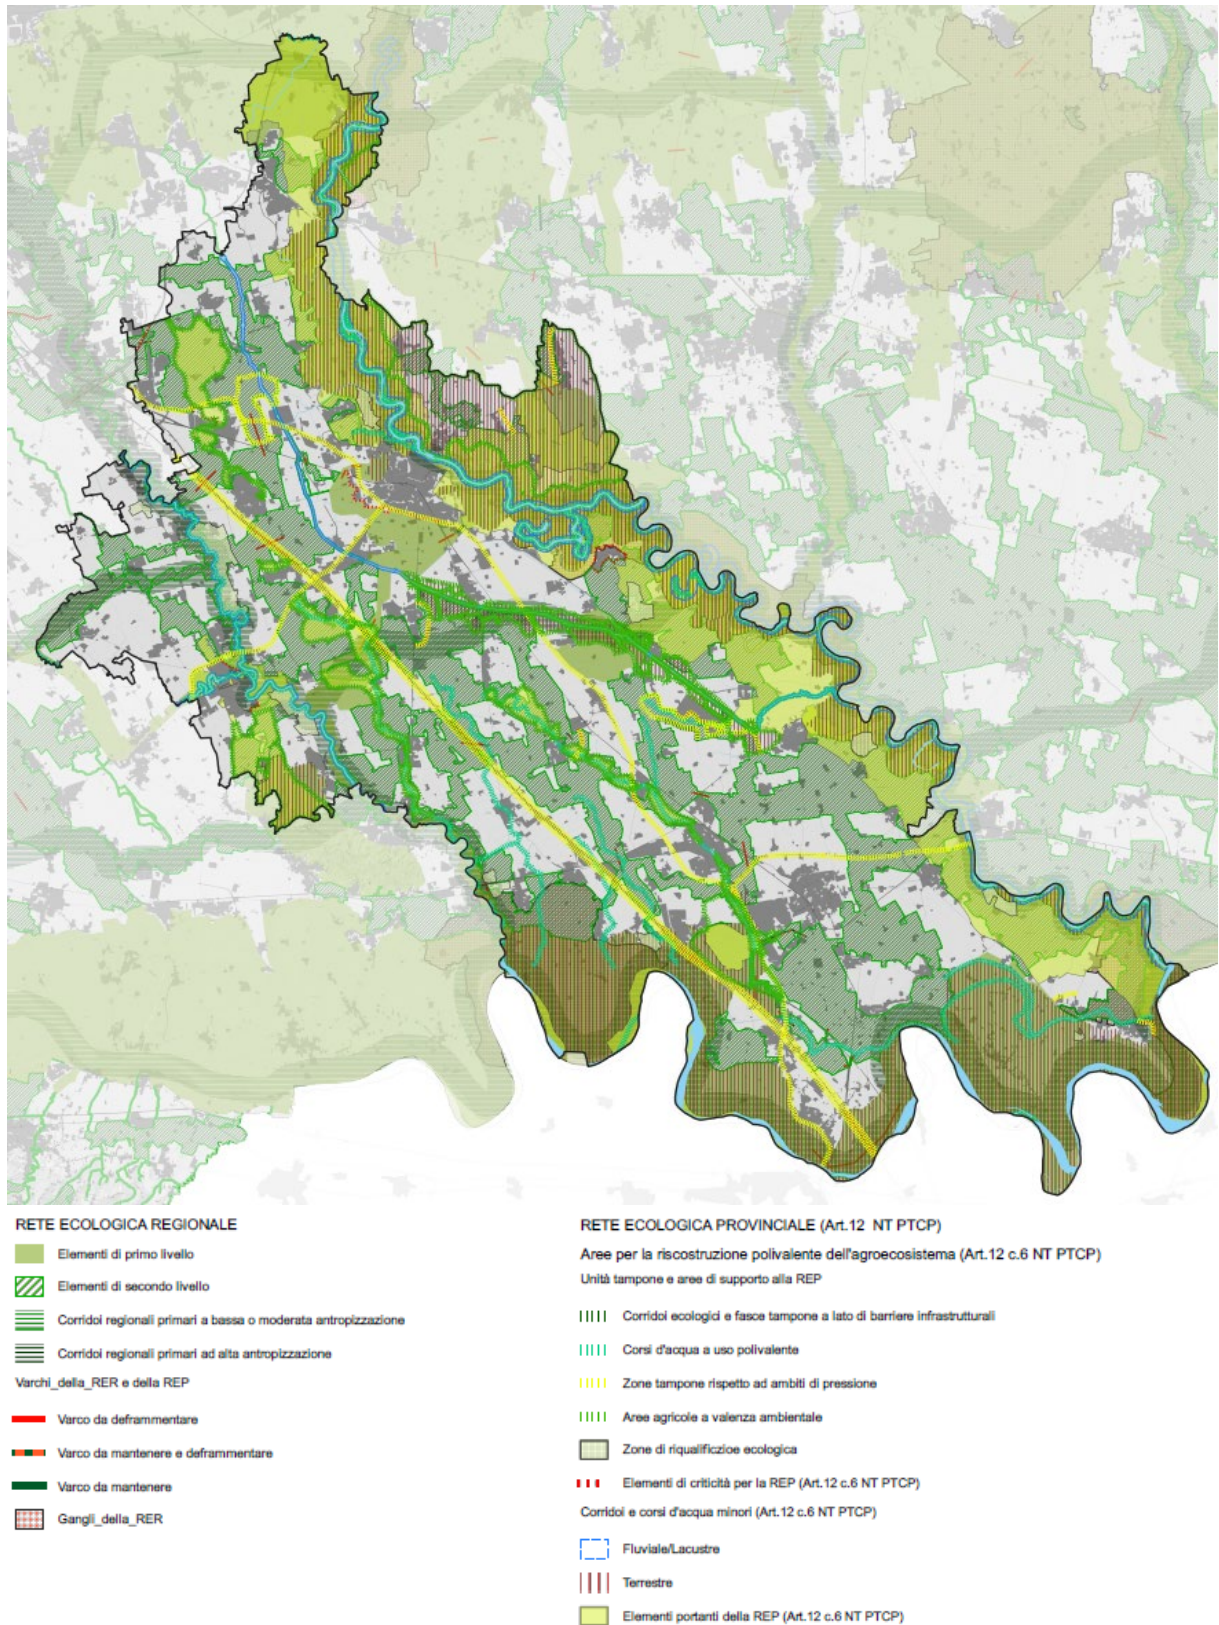 RETE ECOLOGICA REGIONALE
Elementi di primo livello
Elementi di secondo livello
Corridoi regionali primari a bassa o moderata antropizzazione
Corridoi regionali primari ad alta antropizzazione
Varchi_della_RER e della REP
Varco da deframmentare
Varco da mantenere e deframmentare
Varco da mantenere
Gangli_della_RER
RETE ECOLOGICA PROVINCIALE (Art.12 NT PTCP)
Aree per la riscostruzione polivalente dell'agroecosistema (Art.12 c.6 NT PTCP)
Unità tampone e aree di supporto alla REP
Corridoi ecologici e fasce tampone a lato di barriere infrastrutturali
Corsi d'acqua a uso polivalente
Zone tampone rispetto ad ambiti di pressione
Aree agricole a valenza ambientale
Zone di riqualificzioe ecologica
Elementi di criticità per la REP (Art.12 c.6 NT PTCP)
Corridoi e corsi d'acqua minori (Art.12 c.6 NT PTCP)
Fluviale/Lacustre
Terrestre
Elementi portanti della REP (Art.12 c.6 NT PTCP)